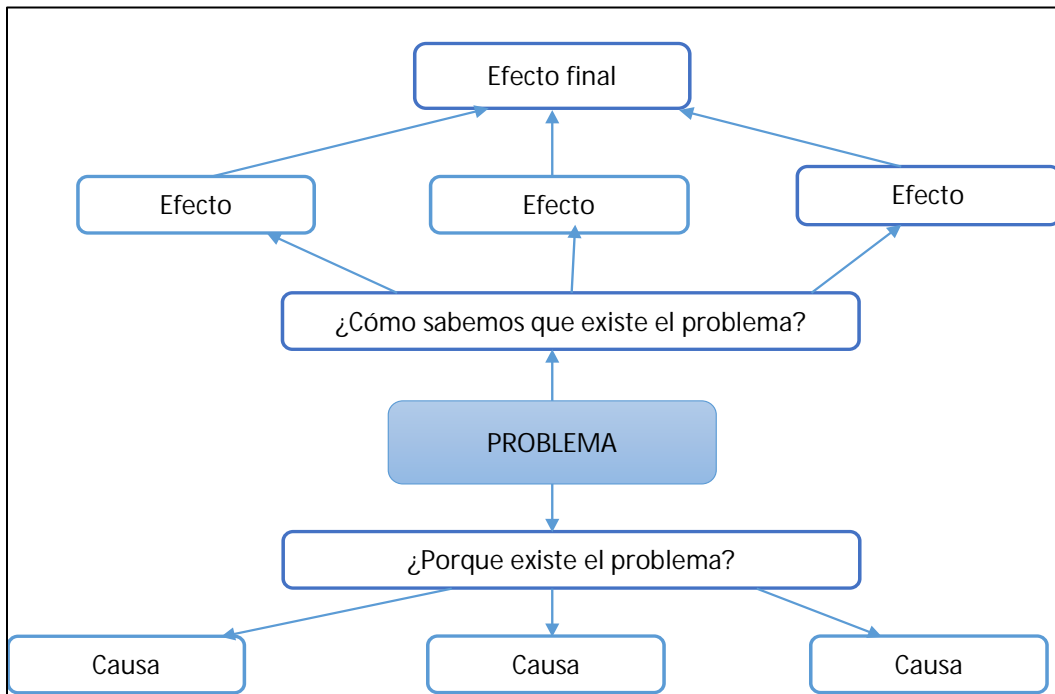 Efecto final
Efecto
Efecto
Efecto
¿Cómo sabemos que existe el problema?
PROBLEMA
¿Porque existe el problema?
Causa
Causa
Causa